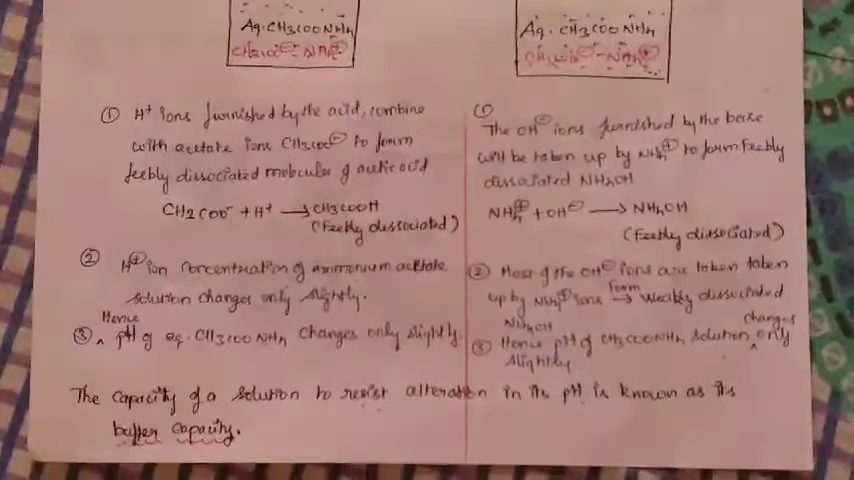 Aq. CH3COONH4
CH3COO⊖ - NH4⊕
① H+ ions furnished by the acid, combine
with acetate ions CH3COO⊖ to form
feebly dissociated molecular of acetic acid
CH3COO- + H+ → CH3COOH
(Feebly dissociated)
② H⊕ ion concentration of ammonium acetate
solution changes only slightly.
Hence
③ ^ pH of aq. CH3COONH4 changes only slightly.
Aq. CH3COONH4
CH3COO⊖ - NH4⊕
①
The OH⊖ ions furnished by the base
will be taken up by NH4⊕ to form Feebly
dissociated NH4OH
NH4⊕ + OH⊖ → NH4OH
(Feebly dissociated)
② Most of the OH⊖ ions are taken taken
up by NH4⊕ ions form → weakly dissociated
NH4OH
changes
③ Hence pH of CH3COONH4 solution ^ only
slightly
The capacity of a solution to resist alteration in its pH is known as its
buffer capacity.